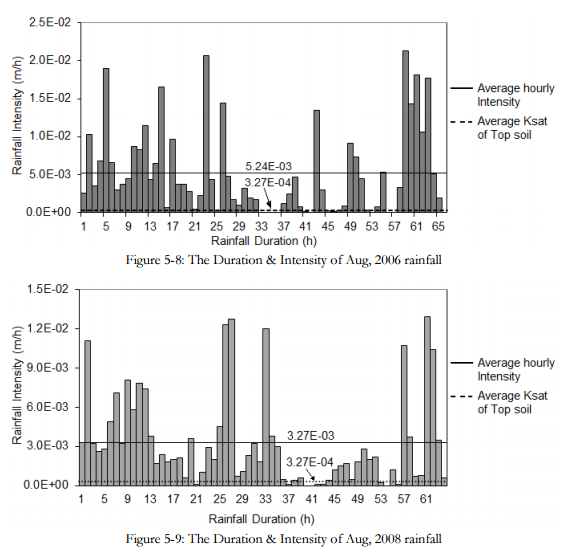 2.5E-02
2.0E-02
1.5E-02
1.0E-02
5.0E-03
0.0E+00
Rainfall Intensity (m/h)
5.24E-03
3.27E-04
1 5 9 13 17 21 25 29 33 37 41 45 49 53 57 61 65
Rainfall Duration (h)
Average hourly
Intensity
Average Ksat
of Top soil
Figure 5-8: The Duration & Intensity of Aug, 2006 rainfall
1.5E-02
1.2E-02
9.0E-03
6.0E-03
3.0E-03
0.0E+00
Rainfall Intensity (m/h)
3.27E-03
3.27E-04
1 5 9 13 17 21 25 29 33 37 41 45 49 53 57 61
Rainfall Duration (h)
Average hourly
Intensity
Average Ksat
of Top soil
Figure 5-9: The Duration & Intensity of Aug, 2008 rainfall